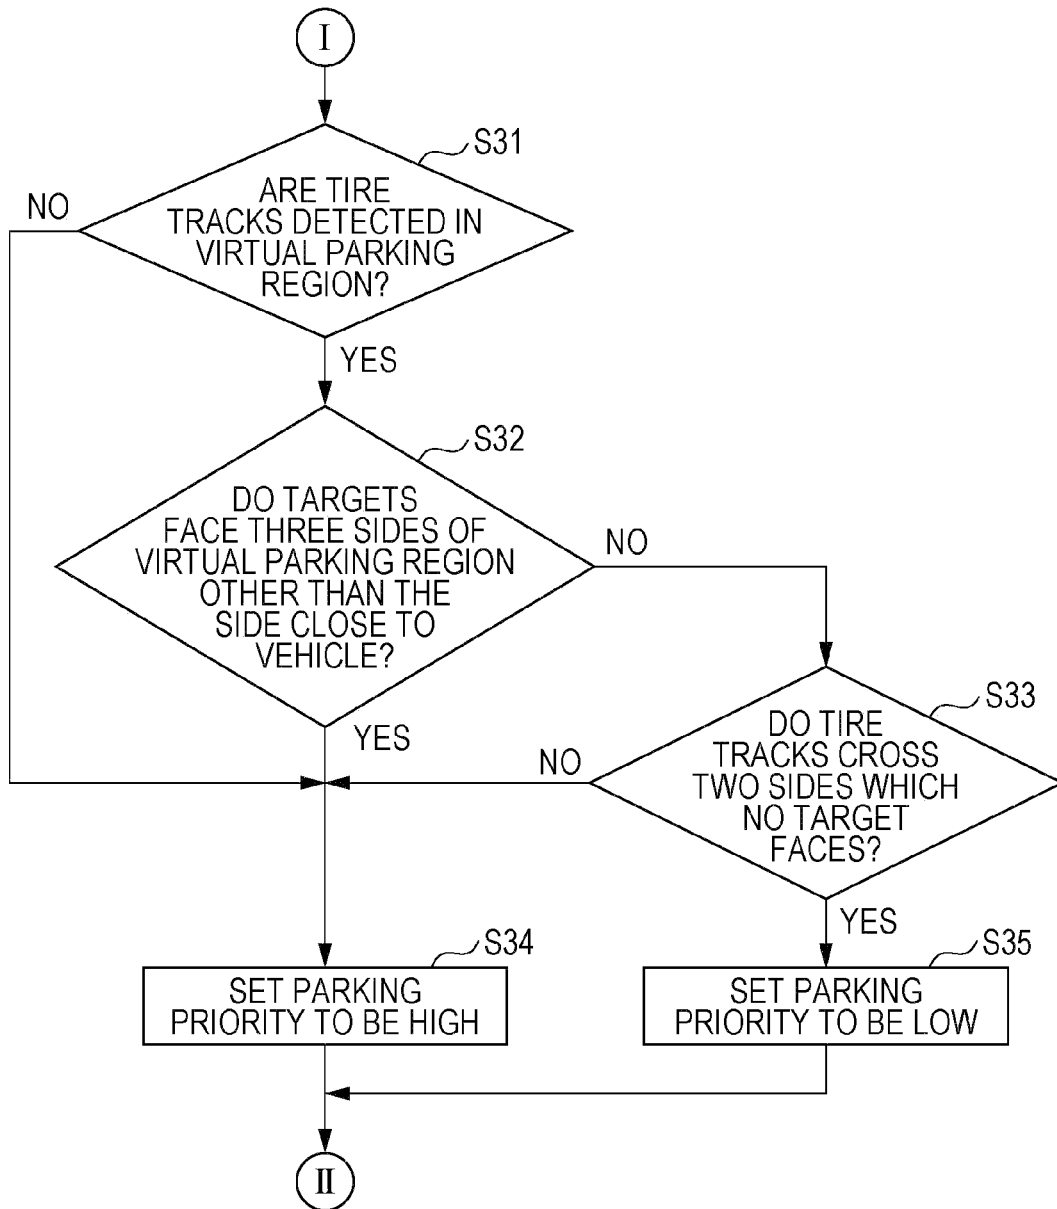 I
S31
NO
ARE TIRE
TRACKS DETECTED IN
VIRTUAL PARKING
REGION?
YES
S32
DO TARGETS
FACE THREE SIDES OF
VIRTUAL PARKING REGION
OTHER THAN THE
SIDE CLOSE TO
VEHICLE?
NO
YES
S33
DO TIRE
TRACKS CROSS
TWO SIDES WHICH
NO TARGET
FACES?
NO
YES
S34
SET PARKING
PRIORITY TO BE HIGH
S35
SET PARKING
PRIORITY TO BE LOW
II